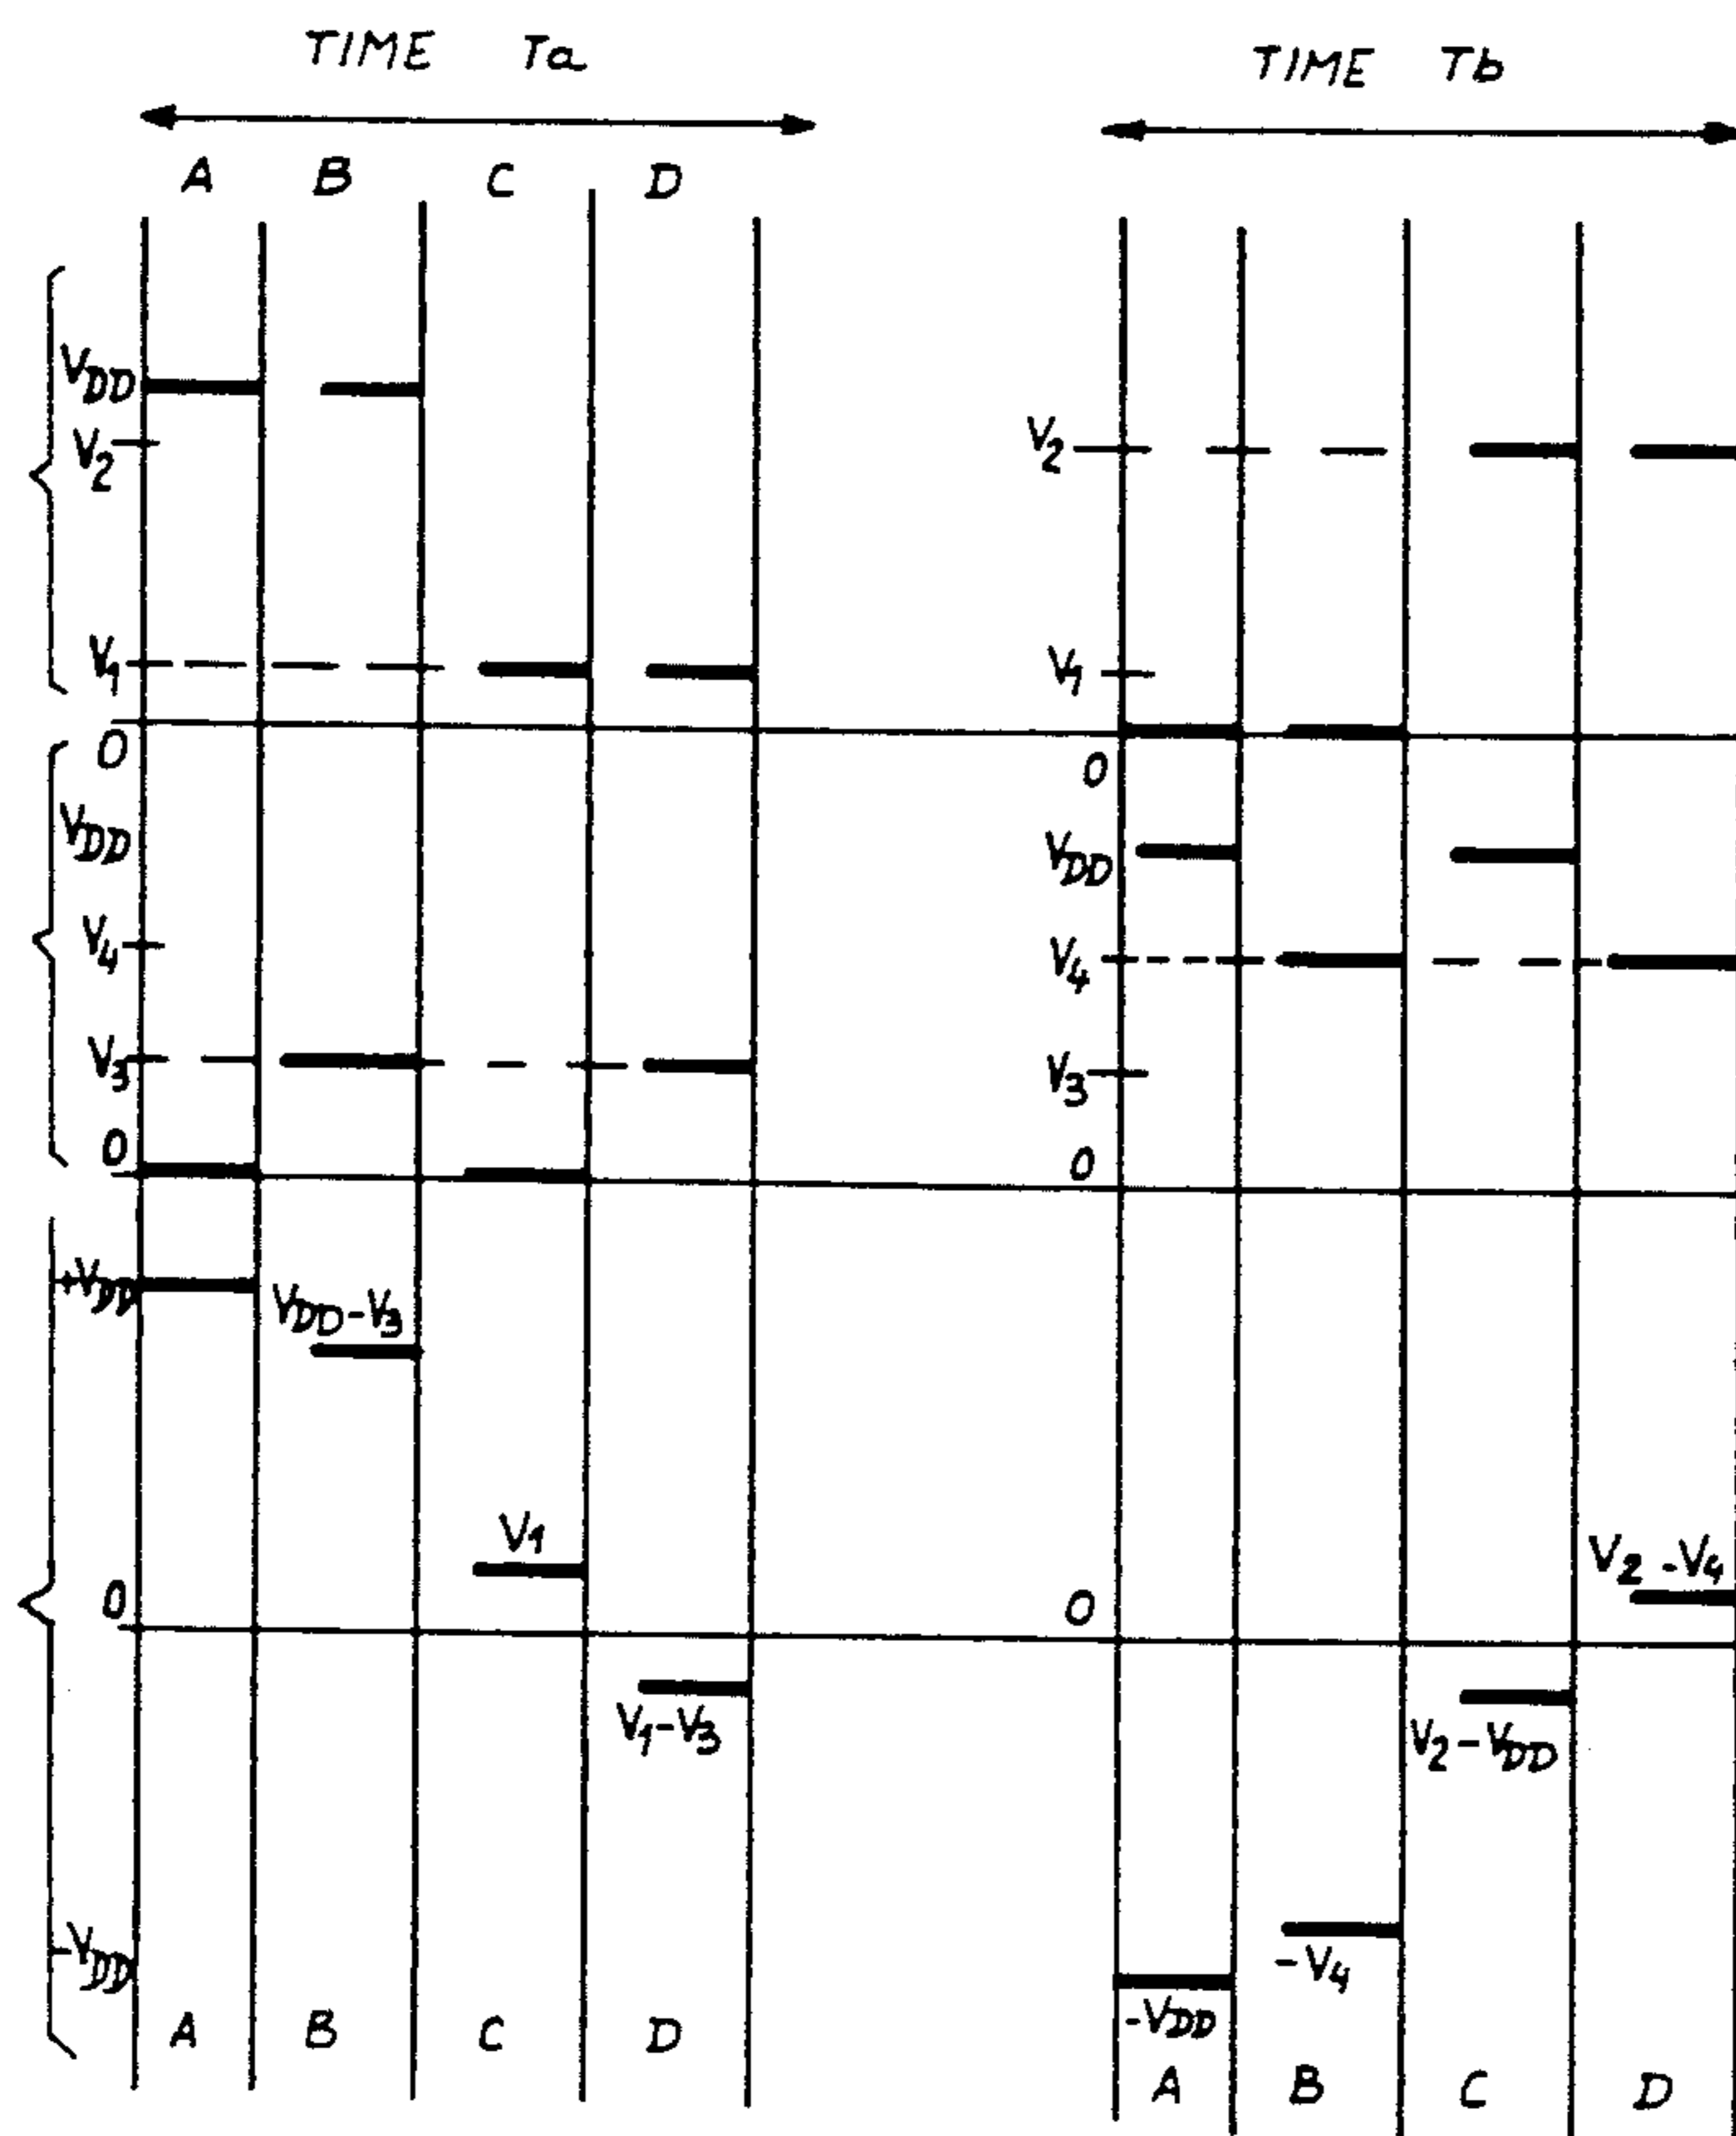 TIME Ta
TIME Tb
A B C D
VDD
V2
V1
0
V2
V1
0
VDD
V4
V3
0
VDD
V4
V3
0
+VDD
VDD-V3
V1
0
V1-V3
-VDD
0
V2-V4
V2-VDD
-V4
-VDD
A B C D
A B C D